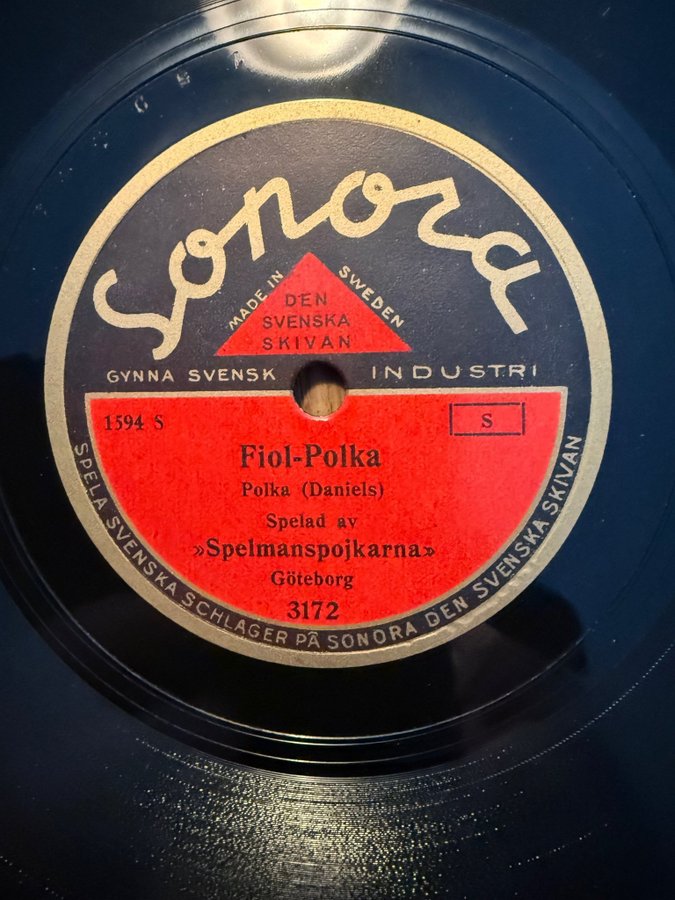 Sonora
MADE IN SWEDEN
DEN
SVENSKA
SKIVAN
GYNNA SVENSK INDUSTRI
1594 S
S
Fiol-Polka
Polka (Daniels)
Spelad av
»Spelmanspojkarna»
Göteborg
3172
SPELA SVENSKA SCHLAGER PÅ SONORA DEN SVENSKA SKIVAN